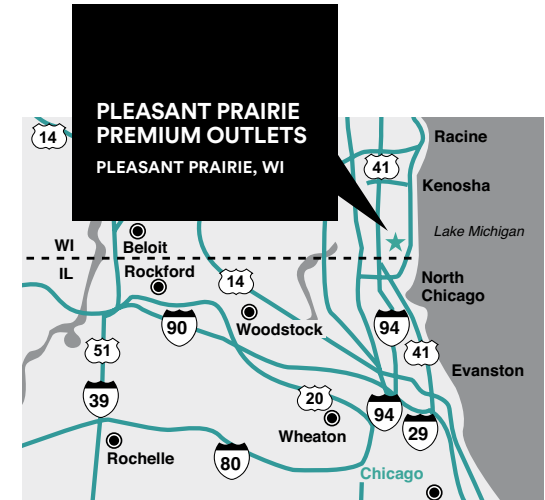 PLEASANT PRAIRIE
PREMIUM OUTLETS
PLEASANT PRAIRIE, WI
14
41
Racine
Kenosha
Lake Michigan
WI
Beloit
IL
Rockford
14
North
Chicago
90
Woodstock
94
51
41
Evanston
39
20
94
29
Wheaton
Rochelle
80
Chicago